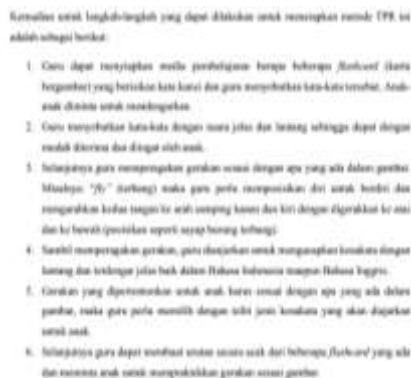 Kemudian untuk langkah-langkah yang dapat dilakukan untuk menerapkan metode TPR ini
adalah sebagai berikut:
1. Guru dapat menyiapkan media pembelajaran berupa beberapa flashcard (kartu
bergambar) yang berisikan kata kunci dan guru menyebutkan kata-kata tersebut. Anak-
anak diminta untuk mendengarkan.
2. Guru menyebutkan kata-kata dengan suara jelas dan lantang sehingga dapat dengan
mudah diterima dan diingat oleh anak.
3. Selanjutnya guru memperagakan gerakan sesuai dengan apa yang ada dalam gambar.
Misalnya: "fly" (terbang) maka guru perlu memposisikan diri untuk berdiri dan
mengarahkan kedua tangan ke arah samping kanan dan kiri dengan digerakkan ke atas
dan ke bawah (posisikan seperti sayap burung terbang).
4. Sambil memperagakan gerakan, guru dianjurkan untuk mengucapkan kosakata dengan
lantang dan terdengar jelas baik dalam Bahasa Indonesia maupun Bahasa Inggris.
5. Gerakan yang dipertontonkan untuk anak harus sesuai dengan apa yang ada dalam
gambar, maka guru perlu memilih dengan teliti jenis kosakata yang akan diajarkan
untuk anak.
6. Selanjutnya guru dapat membuat urutan secara acak dari beberapa flashcard yang ada
dan meminta anak untuk mempraktikkan gerakan sesuai gambar.